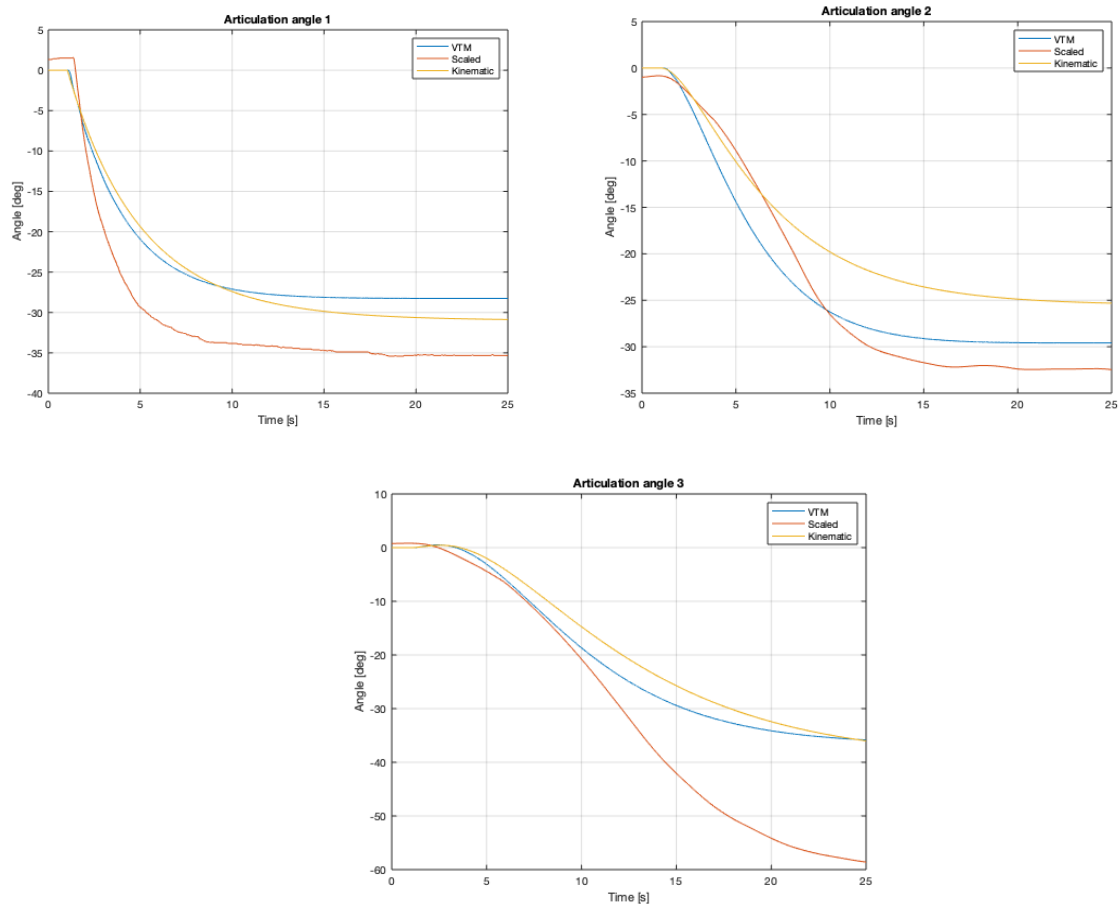 Articulation angle 1
5
0
-5
-10
-15
-20
-25
-30
-35
-40
Angle [deg]
VTM
Scaled
Kinematic
0 5 10 15 20 25
Time [s]
Articulation angle 2
5
0
-5
-10
-15
-20
-25
-30
-35
Angle [deg]
VTM
Scaled
Kinematic
0 5 10 15 20 25
Time [s]
Articulation angle 3
10
0
-10
-20
-30
-40
-50
-60
Angle [deg]
VTM
Scaled
Kinematic
0 5 10 15 20 25
Time [s]